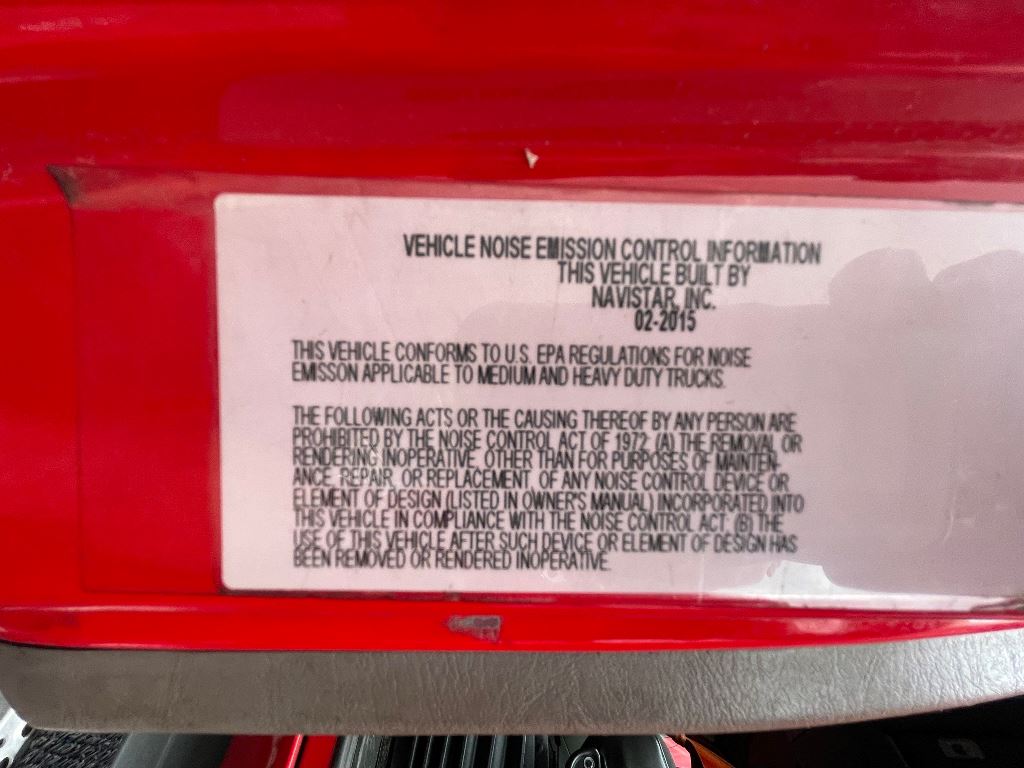 VEHICLE NOISE EMISSION CONTROL INFORMATION
THIS VEHICLE BUILT BY
NAVISTAR, INC.
02-2015
THIS VEHICLE CONFORMS TO U.S. EPA REGULATIONS FOR NOISE
EMISSON APPLICABLE TO MEDIUM AND HEAVY DUTY TRUCKS.
THE FOLLOWING ACTS OR THE CAUSING THEREOF BY ANY PERSON ARE
PROHIBITED BY THE NOISE CONTROL ACT OF 1972. (A) THE REMOVAL OR
RENDERING INOPERATIVE, OTHER THAN FOR PURPOSES OF MAINTEN-
ANCE, REPAIR, OR REPLACEMENT, OF ANY NOISE CONTROL DEVICE OR
ELEMENT OF DESIGN (LISTED IN OWNER'S MANUAL) INCORPORATED INTO
THIS VEHICLE IN COMPLIANCE WITH THE NOISE CONTROL ACT. (B) THE
USE OF THIS VEHICLE AFTER SUCH DEVICE OR ELEMENT OF DESIGN HAS
BEEN REMOVED OR RENDERED INOPERATIVE.